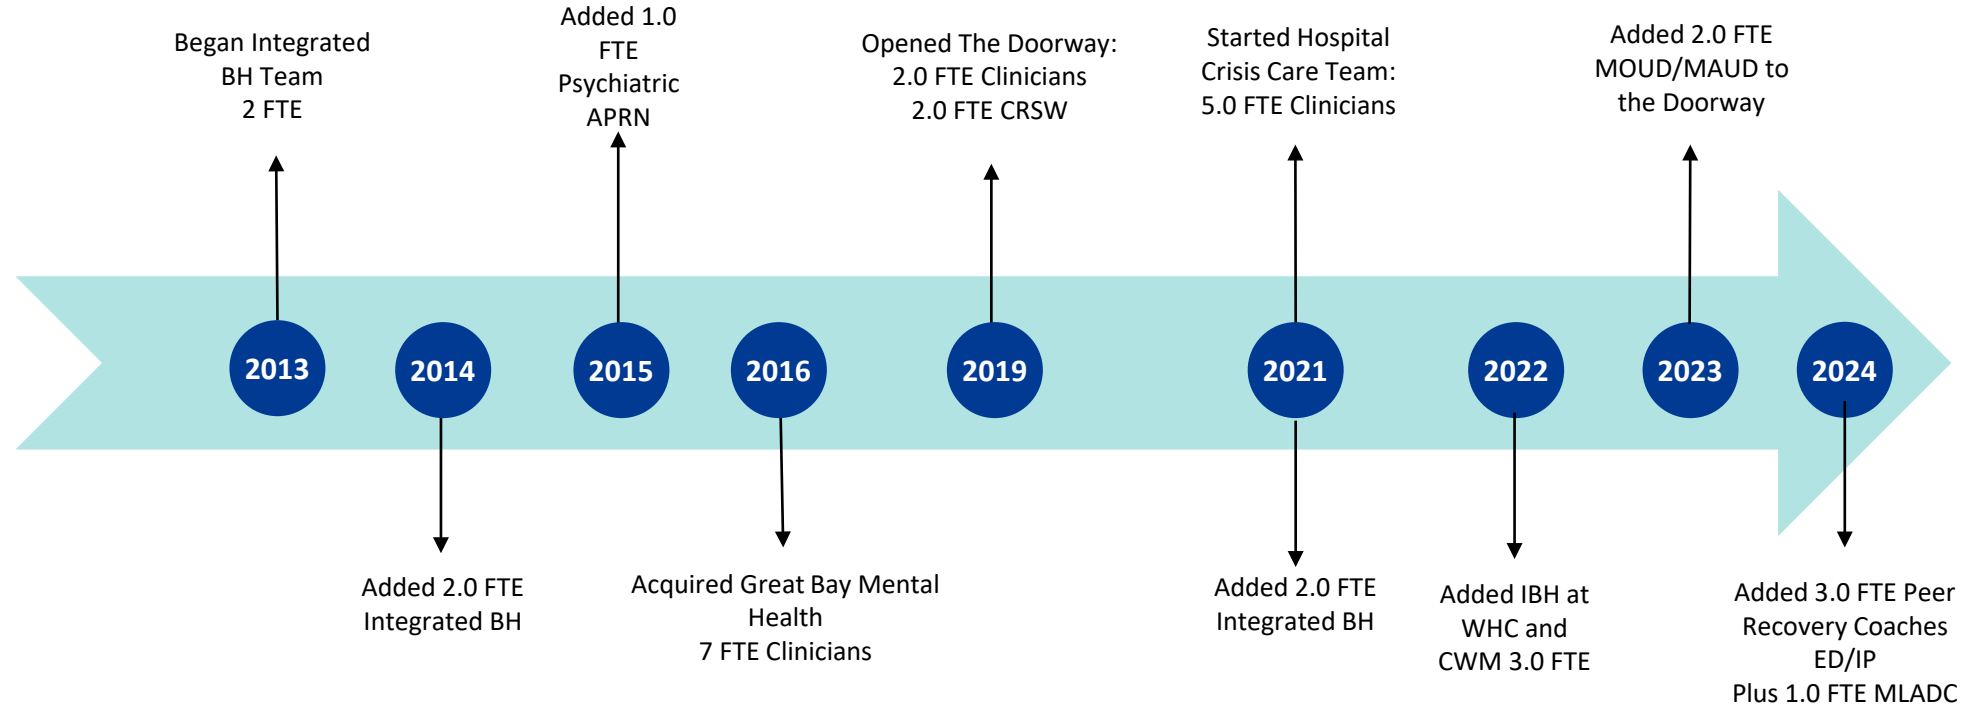 Began Integrated
BH Team
2 FTE
Added 1.0
FTE
Psychiatric
APRN
Opened The Doorway:
2.0 FTE Clinicians
2.0 FTE CRSW
Started Hospital
Crisis Care Team:
5.0 FTE Clinicians
Added 2.0 FTE
MOUD/MAUD to
the Doorway
2013
2014
2015
2016
2019
2021
2022
2023
2024
Added 2.0 FTE
Integrated BH
Acquired Great Bay Mental
Health
7 FTE Clinicians
Added 2.0 FTE
Integrated BH
Added IBH at
WHC and
CWM 3.0 FTE
Added 3.0 FTE Peer
Recovery Coaches
ED/IP
Plus 1.0 FTE MLADC